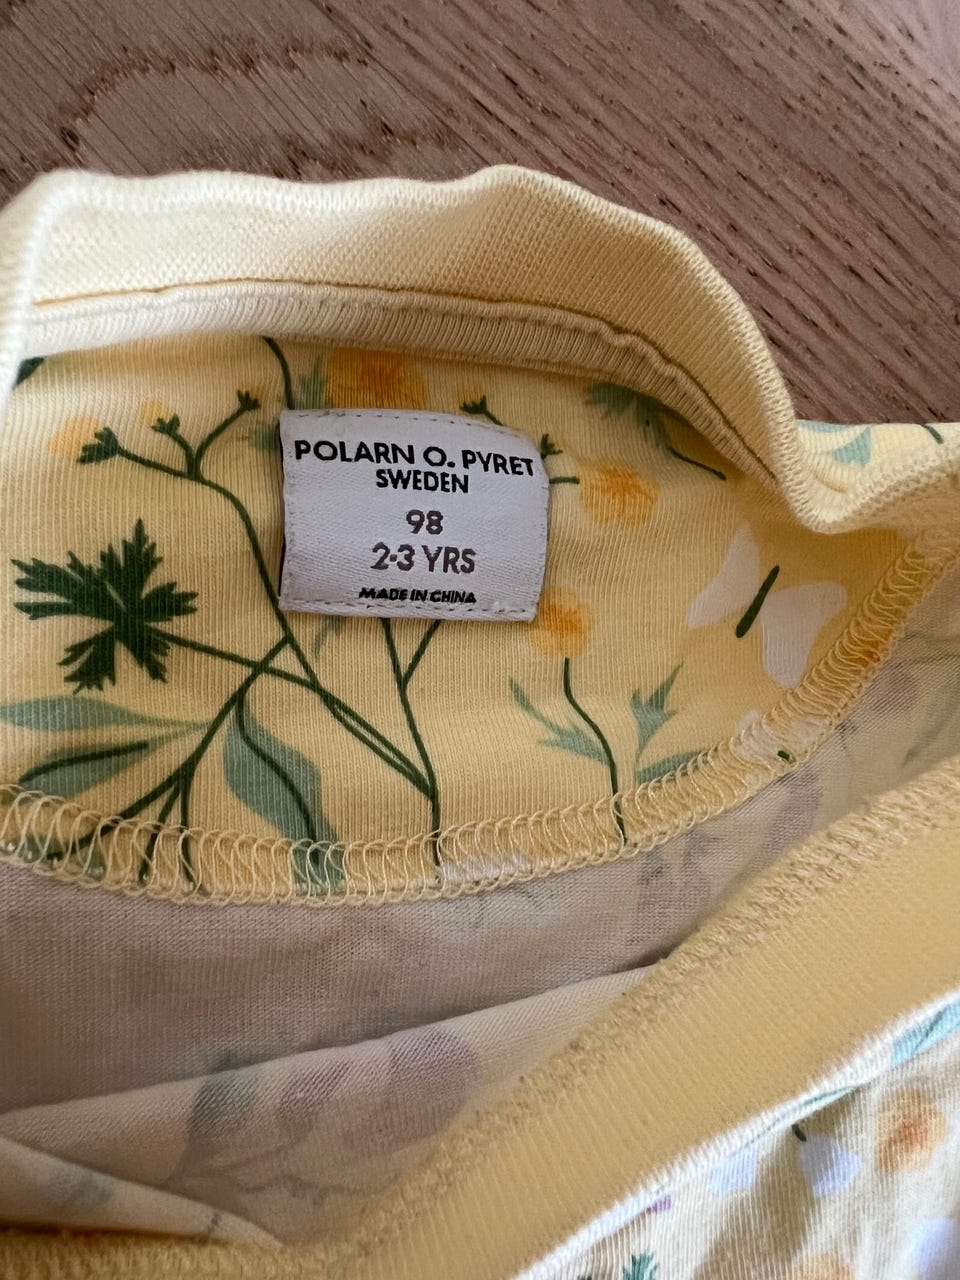 POLARN O. PYRET
SWEDEN
98
2-3 YRS
MADE IN CHINA